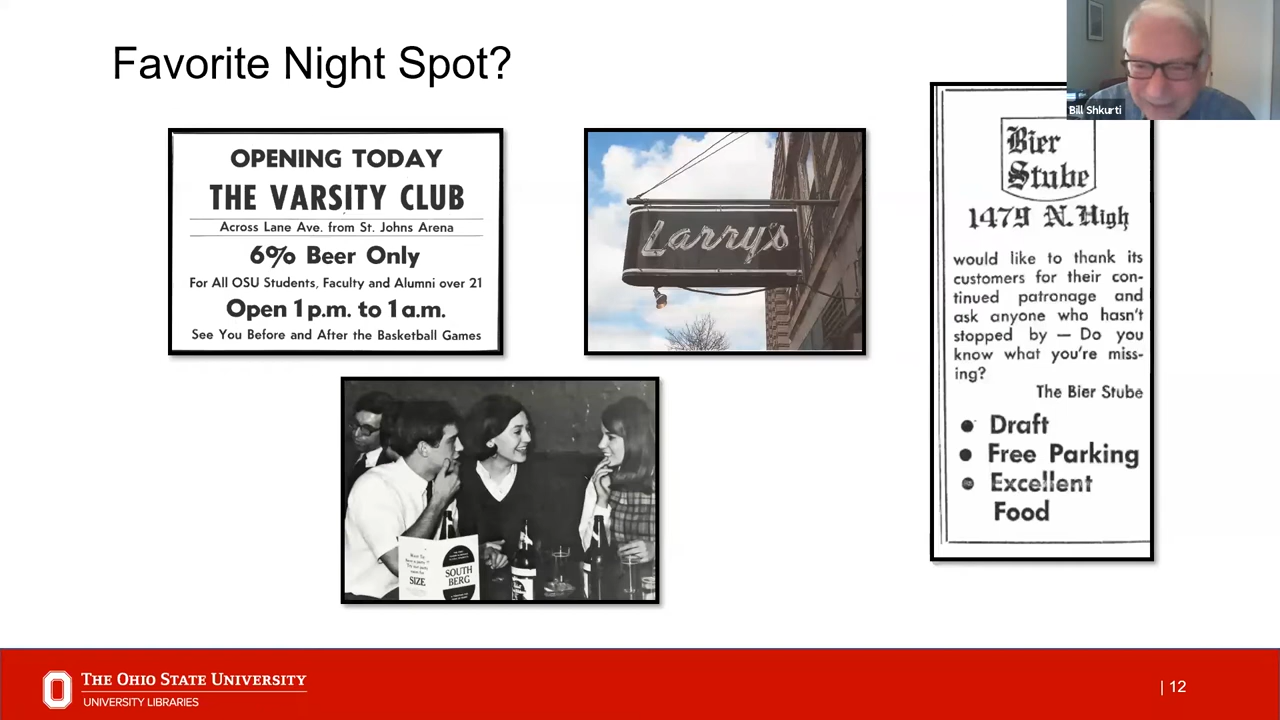 Favorite Night Spot?
Bill Shkurti
OPENING TODAY
THE VARSITY CLUB
Across Lane Ave. from St. Johns Arena
6% Beer Only
For All OSU Students, Faculty and Alumni over 21
Open 1 p.m. to 1 a.m.
See You Before and After the Basketball Games
Larry's
Bier
Stube
1479 N. High
would like to thank its
customers for their con-
tinued patronage and
ask anyone who hasn't
stopped by — Do you
know what you're miss-
ing?
The Bier Stube
Draft
Free Parking
Excellent
Food
SIZE
SOUTH
BERG
THE OHIO STATE UNIVERSITY
UNIVERSITY LIBRARIES
| 12